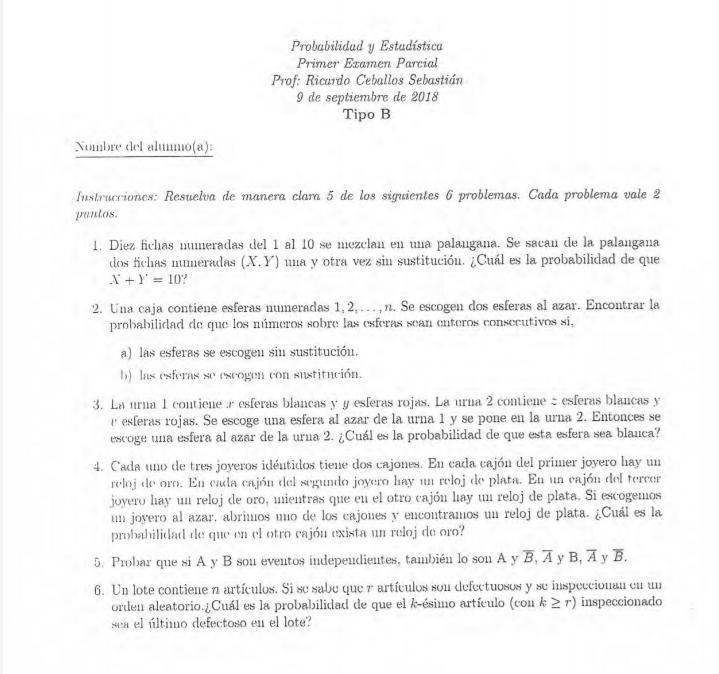 Probabilidad y Estadística
Primer Examen Parcial
Prof: Ricardo Ceballos Sebastián
9 de septiembre de 2018
Tipo B
Nombre del alumno(a):
Instrucciones: Resuelva de manera clara 5 de los siguientes 6 problemas. Cada problema vale 2
puntos.
1. Diez fichas numeradas del 1 al 10 se mezclan en una palangana. Se sacan de la palangana
dos fichas numeradas (X, Y) una y otra vez sin sustitución. ¿Cuál es la probabilidad de que
X + Y = 10?
2. Una caja contiene esferas numeradas 1, 2, . . . , n. Se escogen dos esferas al azar. Encontrar la
probabilidad de que los números sobre las esferas sean enteros consecutivos si,
a) las esferas se escogen sin sustitución.
b) las esferas se escogen con sustitución.
3. La urna 1 contiene x esferas blancas y y esferas rojas. La urna 2 contiene z esferas blancas y
v esferas rojas. Se escoge una esfera al azar de la urna 1 y se pone en la urna 2. Entonces se
escoge una esfera al azar de la urna 2. ¿Cuál es la probabilidad de que esta esfera sea blanca?
4. Cada uno de tres joyeros idéntidos tiene dos cajones. En cada cajón del primer joyero hay un
reloj de oro. En cada cajón del segundo joyero hay un reloj de plata. En un cajón del tercer
joyero hay un reloj de oro, mientras que en el otro cajón hay un reloj de plata. Si escogemos
un joyero al azar, abrimos uno de los cajones y encontramos un reloj de plata. ¿Cuál es la
probabilidad de que en el otro cajón exista un reloj de oro?
5. Probar que si A y B son eventos independientes, también lo son A y B̅, A̅ y B, A̅ y B̅.
6. Un lote contiene n artículos. Si se sabe que r artículos son defectuosos y se inspeccionan en un
orden aleatorio.¿Cuál es la probabilidad de que el k-ésimo artículo (con k ≥ r) inspeccionado
sea el último defectoso en el lote?